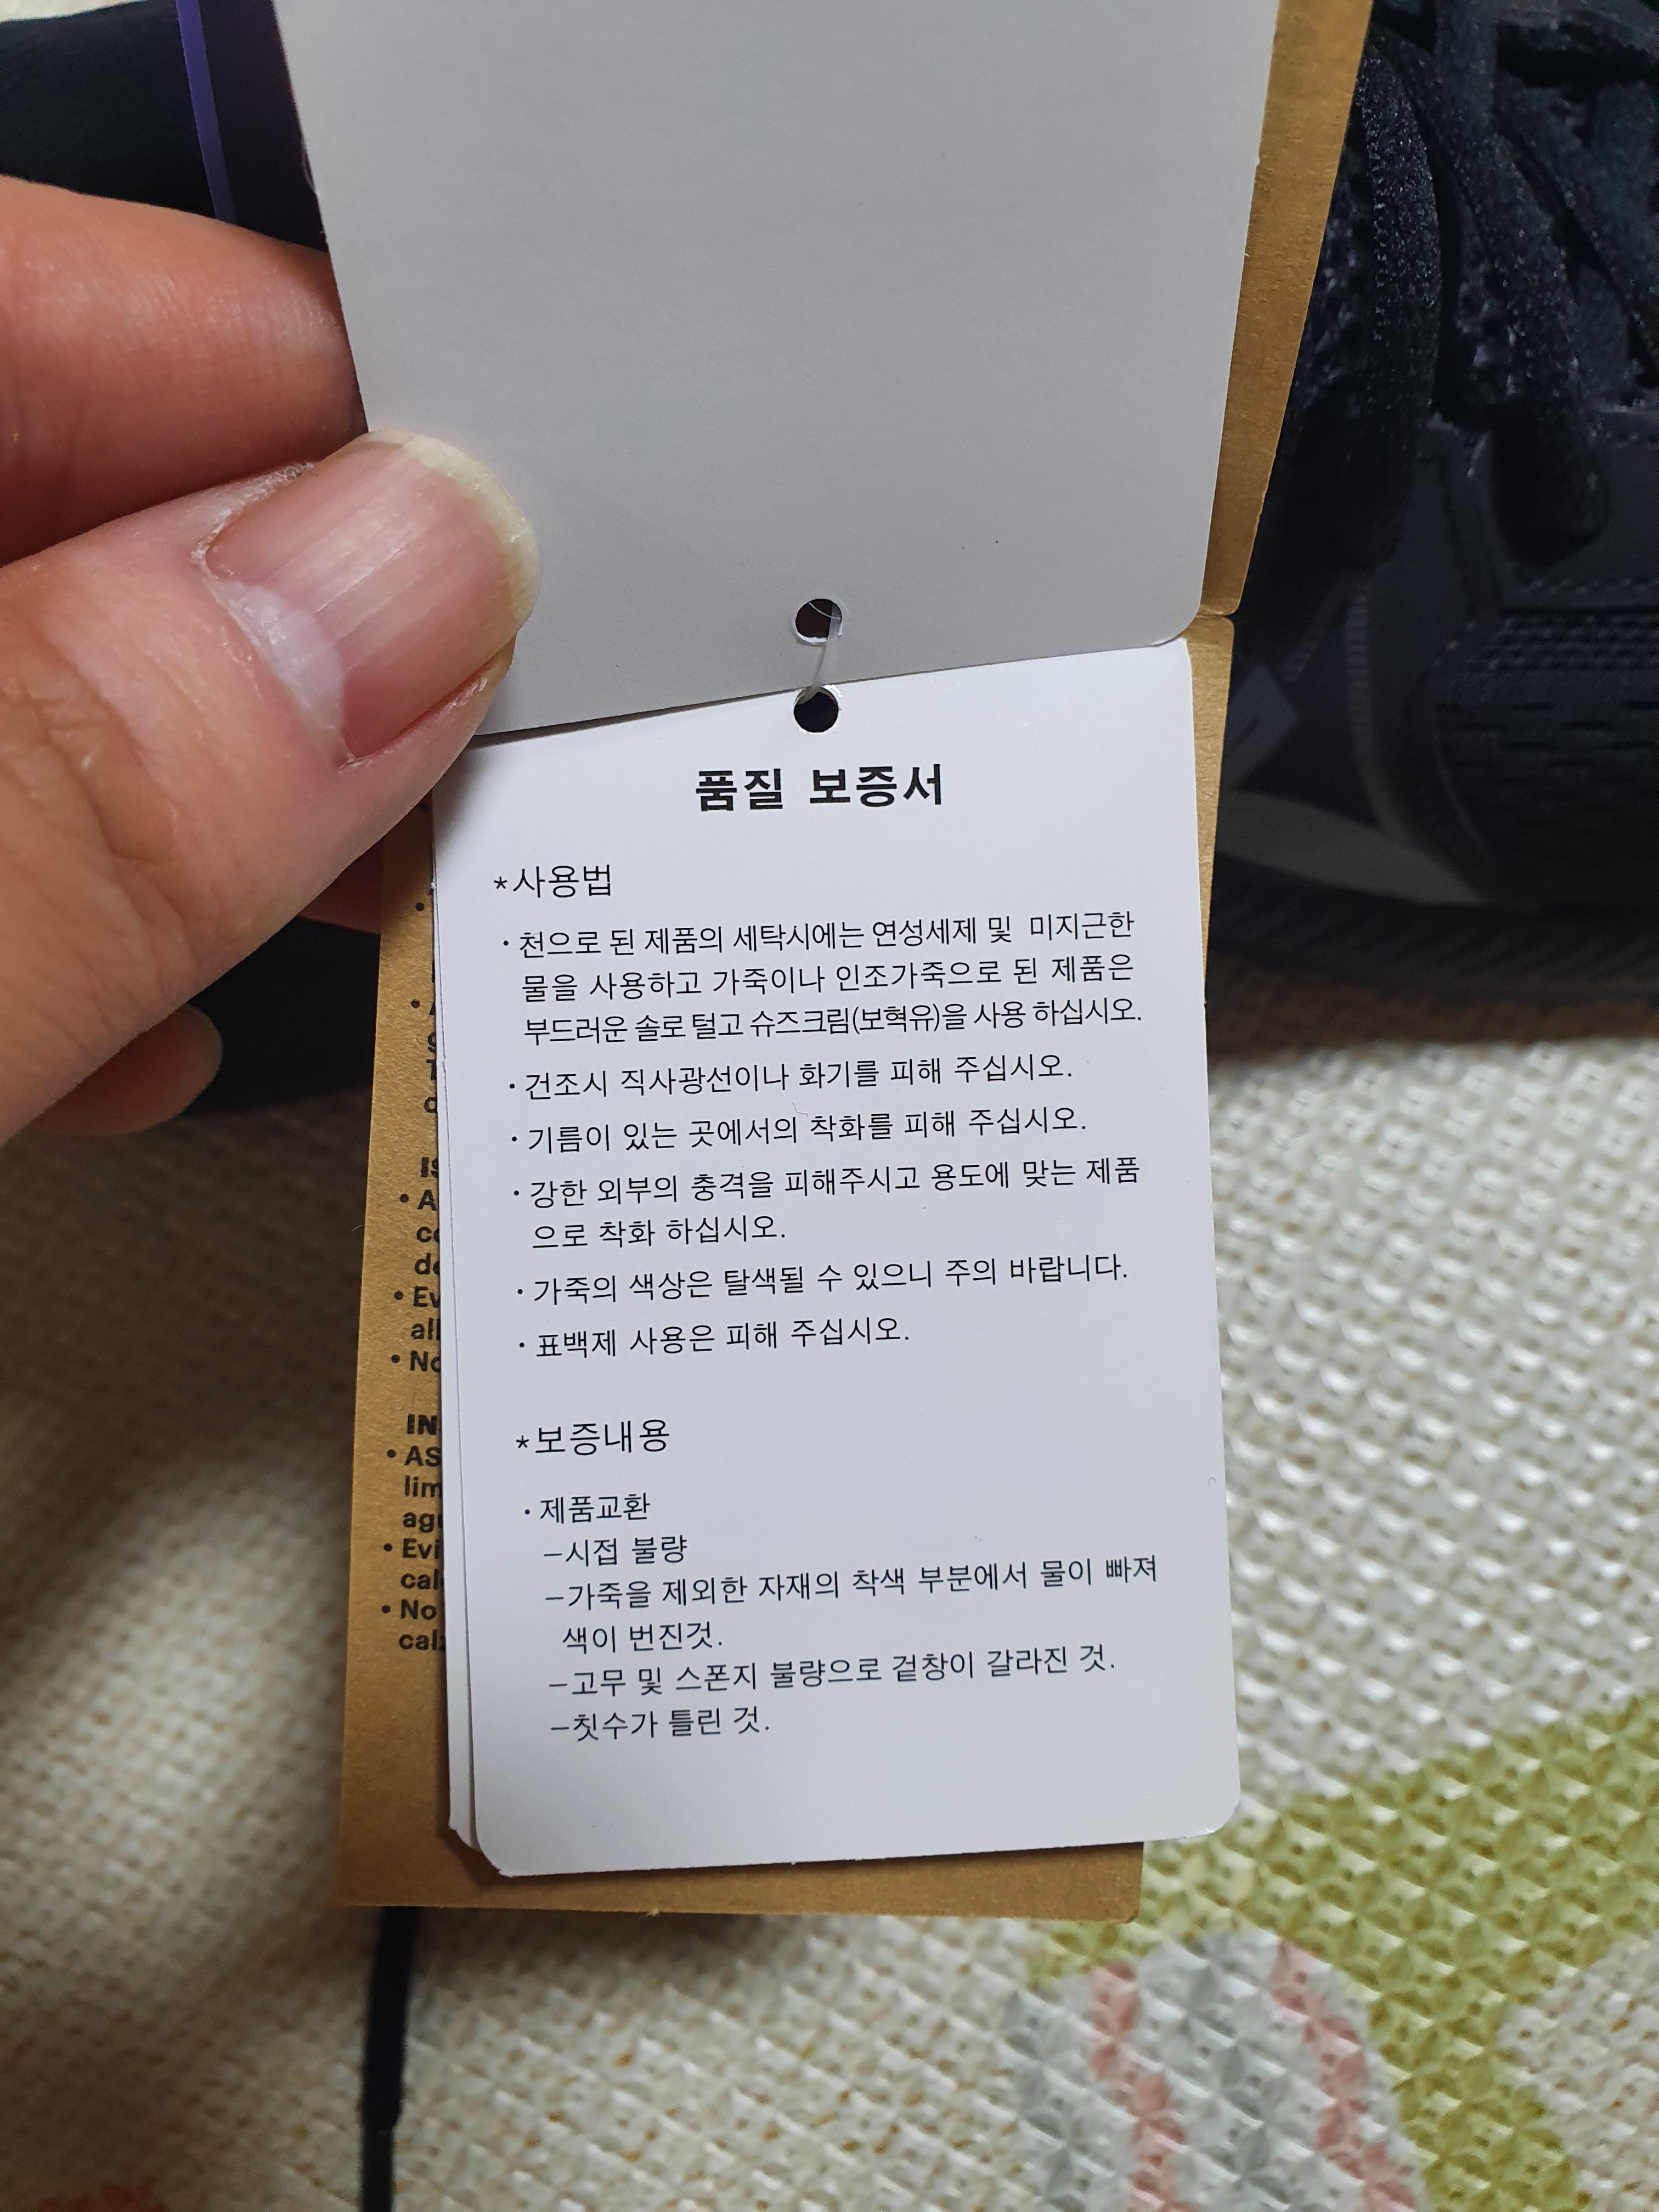 품질 보증서
*사용법
· 천으로 된 제품의 세탁시에는 연성세제 및 미지근한
물을 사용하고 가죽이나 인조가죽으로 된 제품은
부드러운 솔로 털고 슈즈크림(보혁유)을 사용 하십시오.
· 건조시 직사광선이나 화기를 피해 주십시오.
· 기름이 있는 곳에서의 착화를 피해 주십시오.
· 강한 외부의 충격을 피해주시고 용도에 맞는 제품
으로 착화 하십시오.
· 가죽의 색상은 탈색될 수 있으니 주의 바랍니다.
· 표백제 사용은 피해 주십시오.
*보증내용
· 제품교환
–시접 불량
–가죽을 제외한 자재의 착색 부분에서 물이 빠져
색이 번진것.
–고무 및 스폰지 불량으로 겉창이 갈라진 것.
–칫수가 틀린 것.
• No